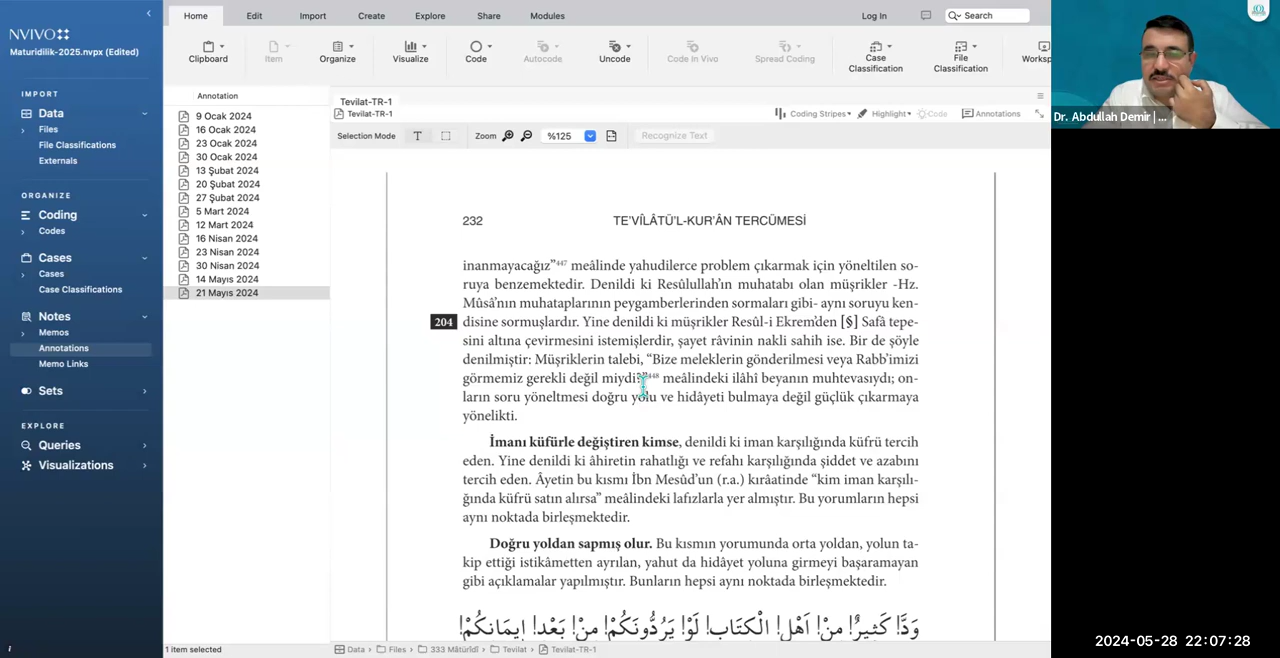 Home Edit Import Create Explore Share Modules Log In Search
NVIVO
Maturidilik-2025.nvpx (Edited)
IMPORT
Data
Files
File Classifications
Externals
ORGANIZE
Coding
Codes
Cases
Cases
Case Classifications
Notes
Memos
Annotations
Memo Links
Sets
EXPLORE
Queries
Visualizations
i
Clipboard Item Organize Visualize Code Autocode Uncode Code In Vivo Spread Coding Case Classification File Classification Worksp
Annotation
9 Ocak 2024
16 Ocak 2024
23 Ocak 2024
30 Ocak 2024
13 Şubat 2024
20 Şubat 2024
27 Şubat 2024
5 Mart 2024
12 Mart 2024
16 Nisan 2024
23 Nisan 2024
30 Nisan 2024
14 Mayıs 2024
21 Mayıs 2024
Tevilat-TR-1
Tevilat-TR-1 Coding Stripes Highlight Code Annotations
Selection Mode T Zoom %125 Recognize Text
232 TE’VÎLÂTÜ’L-KUR’ÂN TERCÜMESİ
inanmayacağız”447 meâlinde yahudilerce problem çıkarmak için yöneltilen so-
ruya benzemektedir. Denildi ki Resûlullah’ın muhatabı olan müşrikler -Hz.
Mûsâ’nın muhataplarının peygamberlerinden sormaları gibi- aynı soruyu ken-
204 disine sormuşlardır. Yine denildi ki müşrikler Resûl-i Ekrem’den [§] Safâ tepe-
sini altına çevirmesini istemişlerdir, şayet râvinin nakli sahih ise. Bir de şöyle
denilmiştir: Müşriklerin talebi, “Bize meleklerin gönderilmesi veya Rabb’imizi
görmemiz gerekli değil miydi?”448 meâlindeki ilâhî beyanın muhtevasıydı; on-
ların soru yöneltmesi doğru yolu ve hidâyeti bulmaya değil güçlük çıkarmaya
yönelikti.
İmanı küfürle değiştiren kimse, denildi ki iman karşılığında küfrü tercih
eden. Yine denildi ki âhiretin rahatlığı ve refahı karşılığında şiddet ve azabını
tercih eden. Âyetin bu kısmı İbn Mesûd’un (r.a.) kırâatinde “kim iman karşılı-
ğında küfrü satın alırsa” meâlindeki lafızlarla yer almıştır. Bu yorumların hepsi
aynı noktada birleşmektedir.
Doğru yoldan sapmış olur. Bu kısmın yorumunda orta yoldan, yolun ta-
kip ettiği istikâmetten ayrılan, yahut da hidâyet yoluna girmeyi başaramayan
gibi açıklamalar yapılmıştır. Bunların hepsi aynı noktada birleşmektedir.
وَدَّ كَثِيرٌ مِنْ اَهْلِ الْكِتَابِ لَوْ يَرُدُّونَكُمْ مِنْ بَعْدِ اِيمَانِكُمْ
1 item selected Data Files 333 Mâtürîdî Tevilat Tevilat-TR-1
Dr. Abdullah Demir | ...
2024-05-28 22:07:28